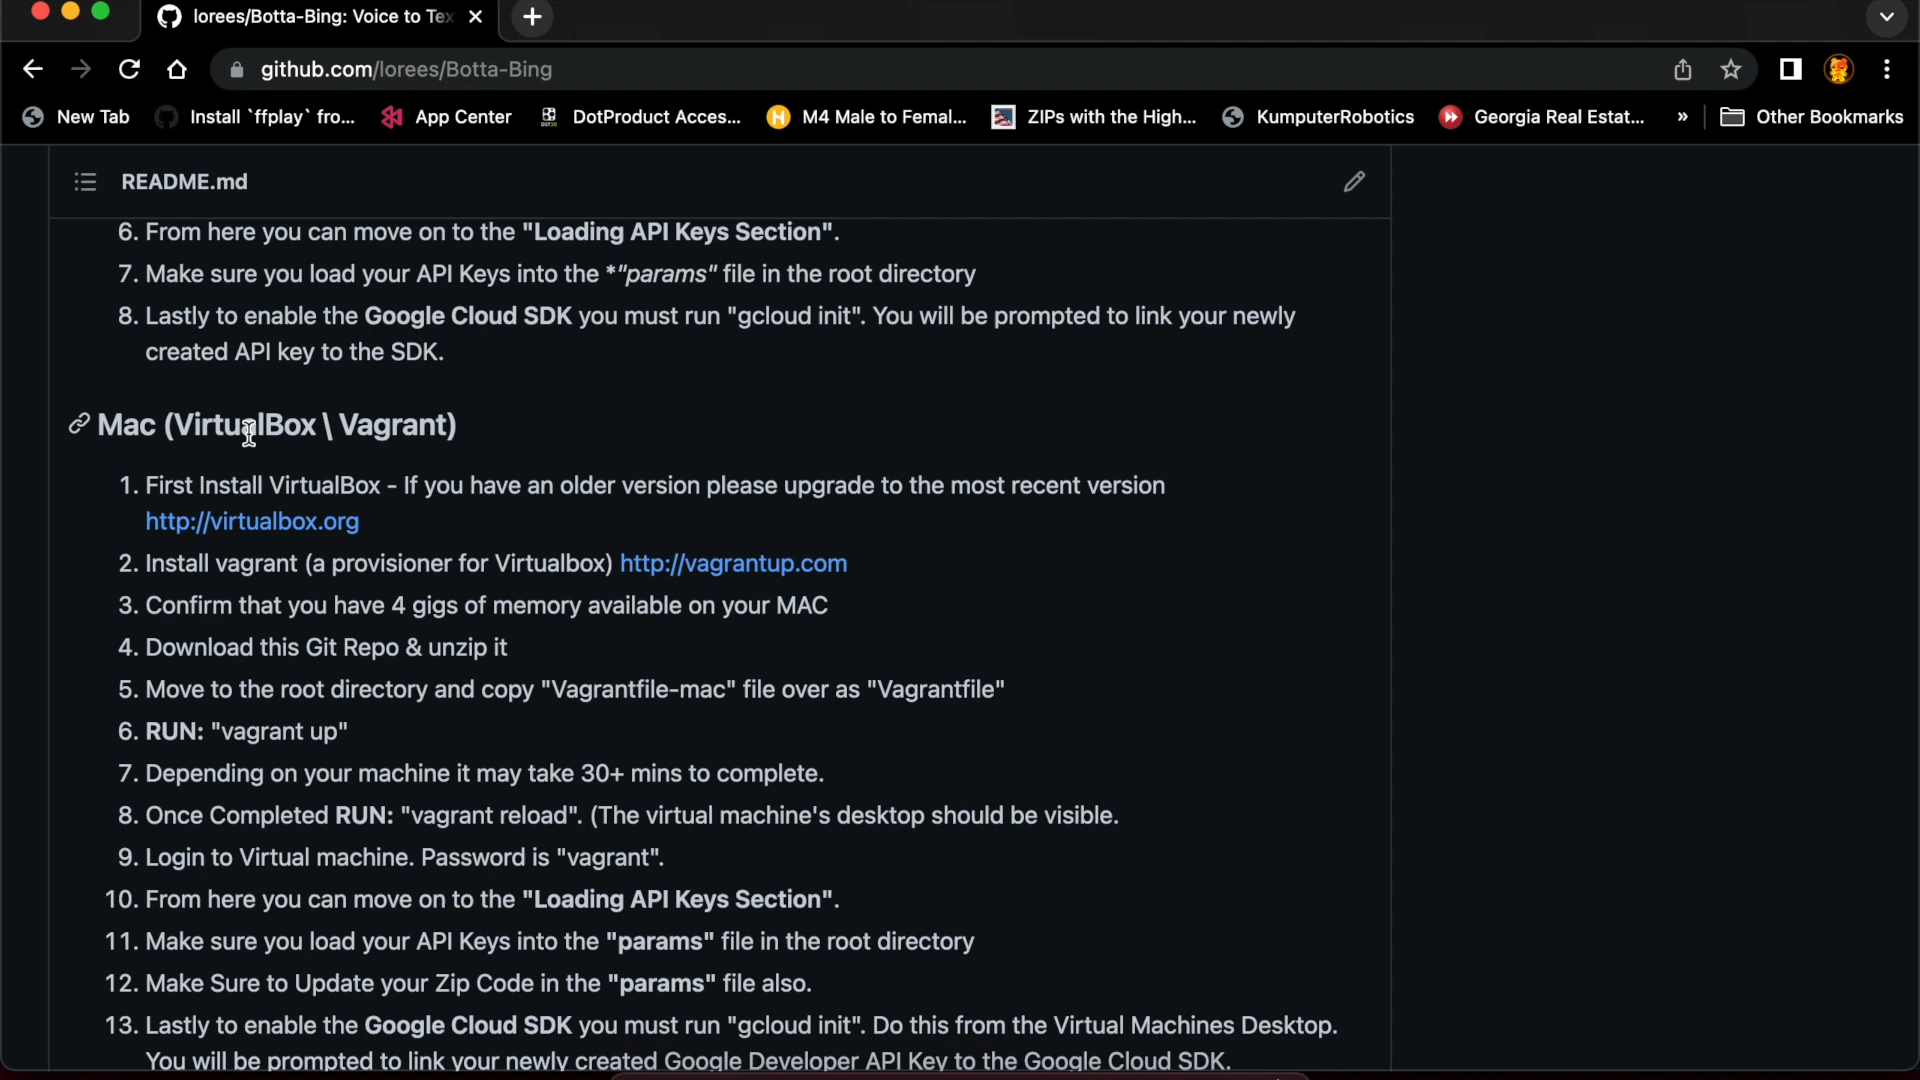 lorees/Botta-Bing: Voice to Tex
github.com/lorees/Botta-Bing
New Tab
Install `ffplay` fro...
App Center
DotProduct Acces...
M4 Male to Femal...
ZIPs with the High...
KumputerRobotics
Georgia Real Estat...
»
Other Bookmarks
README.md
6. From here you can move on to the "Loading API Keys Section".
7. Make sure you load your API Keys into the *"params" file in the root directory
8. Lastly to enable the Google Cloud SDK you must run "gcloud init". You will be prompted to link your newly
created API key to the SDK.
Mac (VirtualBox \ Vagrant)
1. First Install VirtualBox - If you have an older version please upgrade to the most recent version
http://virtualbox.org
2. Install vagrant (a provisioner for Virtualbox) http://vagrantup.com
3. Confirm that you have 4 gigs of memory available on your MAC
4. Download this Git Repo & unzip it
5. Move to the root directory and copy "Vagrantfile-mac" file over as "Vagrantfile"
6. RUN: "vagrant up"
7. Depending on your machine it may take 30+ mins to complete.
8. Once Completed RUN: "vagrant reload". (The virtual machine's desktop should be visible.
9. Login to Virtual machine. Password is "vagrant".
10. From here you can move on to the "Loading API Keys Section".
11. Make sure you load your API Keys into the "params" file in the root directory
12. Make Sure to Update your Zip Code in the "params" file also.
13. Lastly to enable the Google Cloud SDK you must run "gcloud init". Do this from the Virtual Machines Desktop.
You will be prompted to link your newly created Google Developer API Key to the Google Cloud SDK.